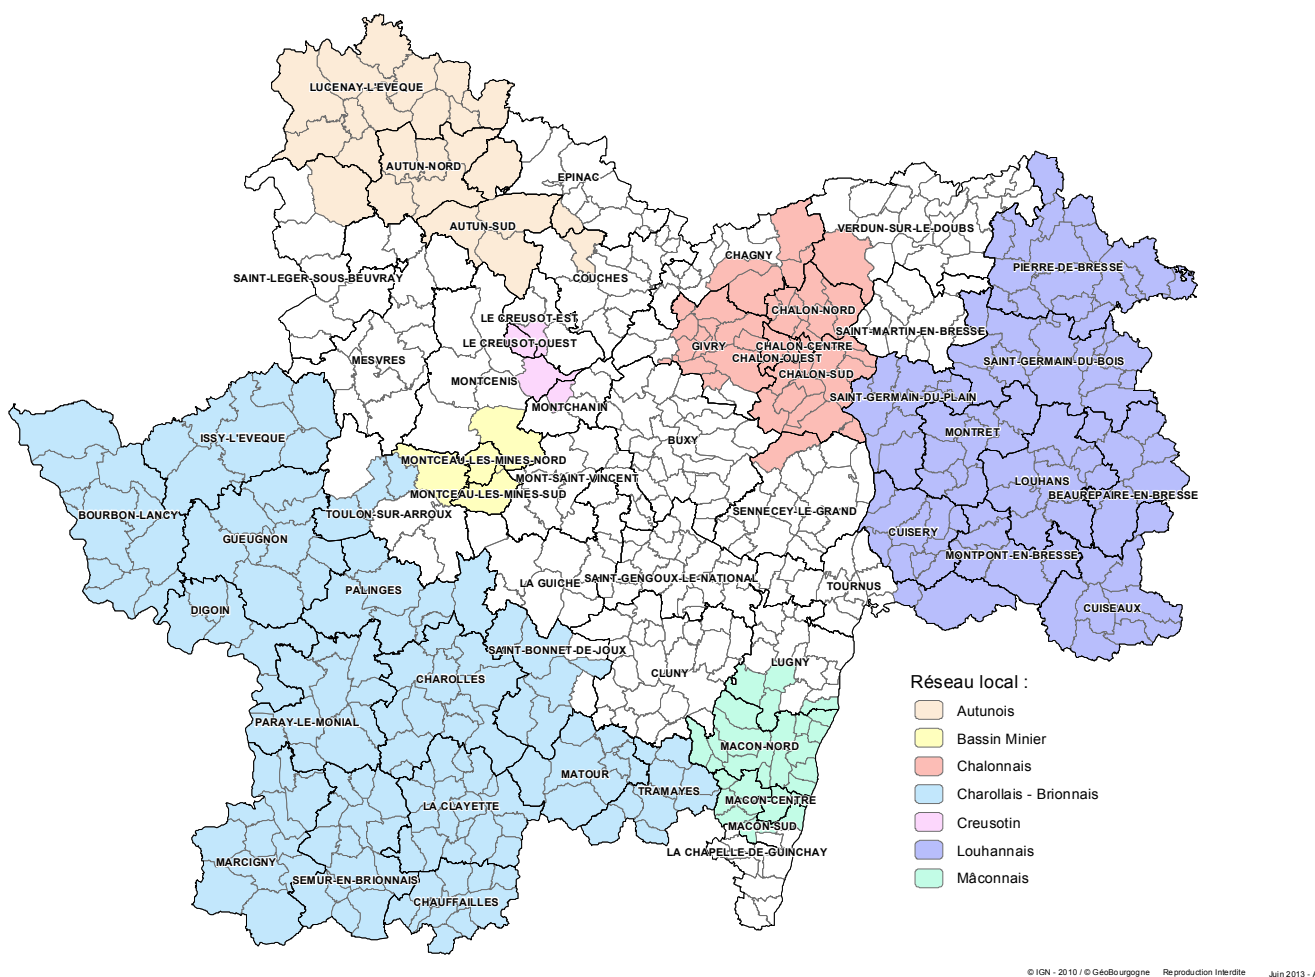 LUCENAY-L'EVEQUE
AUTUN-NORD
EPINAC
AUTUN-SUD
VERDUN-SUR-LE-DOUBS
CHAGNY
PIERRE-DE-BRESSE
SAINT-LEGER-SOUS-BEUVRAY
COUCHES
CHALON-NORD
LE CREUSOT-EST
SAINT-MARTIN-EN-BRESSE
LE CREUSOT-OUEST
GIVRY
CHALON-CENTRE
CHALON-OUEST
MESVRES
SAINT-GERMAIN-DU-BOIS
CHALON-SUD
MONTCENIS
SAINT-GERMAIN-DU-PLAIN
MONTCHANIN
MONTRET
ISSY-L'EVEQUE
BUXY
MONTCEAU-LES-MINES-NORD
MONT-SAINT-VINCENT
LOUHANS
MONTCEAU-LES-MINES-SUD
BEAUREPAIRE-EN-BRESSE
BOURBON-LANCY
TOULON-SUR-ARROUX
SENNECEY-LE-GRAND
CUISERY
GUEUGNON
MONTPONT-EN-BRESSE
LA GUICHE
SAINT-GENGOUX-LE-NATIONAL
TOURNUS
PALINGES
DIGOIN
CUISEAUX
SAINT-BONNET-DE-JOUX
LUGNY
CLUNY
CHAROLLES
PARAY-LE-MONIAL
MACON-NORD
MATOUR
TRAMAYES
MACON-CENTRE
LA CLAYETTE
MACON-SUD
LA CHAPELLE-DE-GUINCHAY
MARCIGNY
SEMUR-EN-BRIONNAIS
CHAUFFAILLES
Réseau local :
Autunois
Bassin Minier
Chalonnais
Charollais - Brionnais
Creusotin
Louhannais
Mâconnais
© IGN - 2010 / © GéoBourgogne Reproduction Interdite Juin 2013 - A